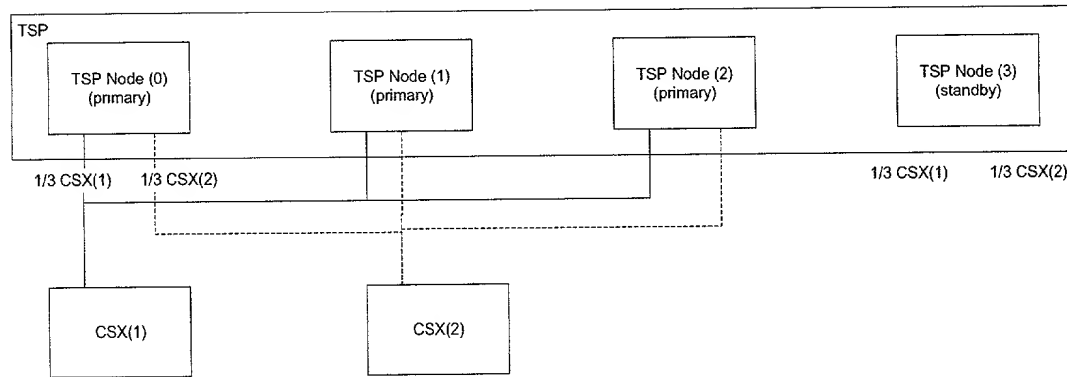 TSP
TSP Node (0)
(primary)
TSP Node (1)
(primary)
TSP Node (2)
(primary)
TSP Node (3)
(standby)
1/3 CSX(1)
1/3 CSX(2)
1/3 CSX(1)
1/3 CSX(2)
CSX(1)
CSX(2)